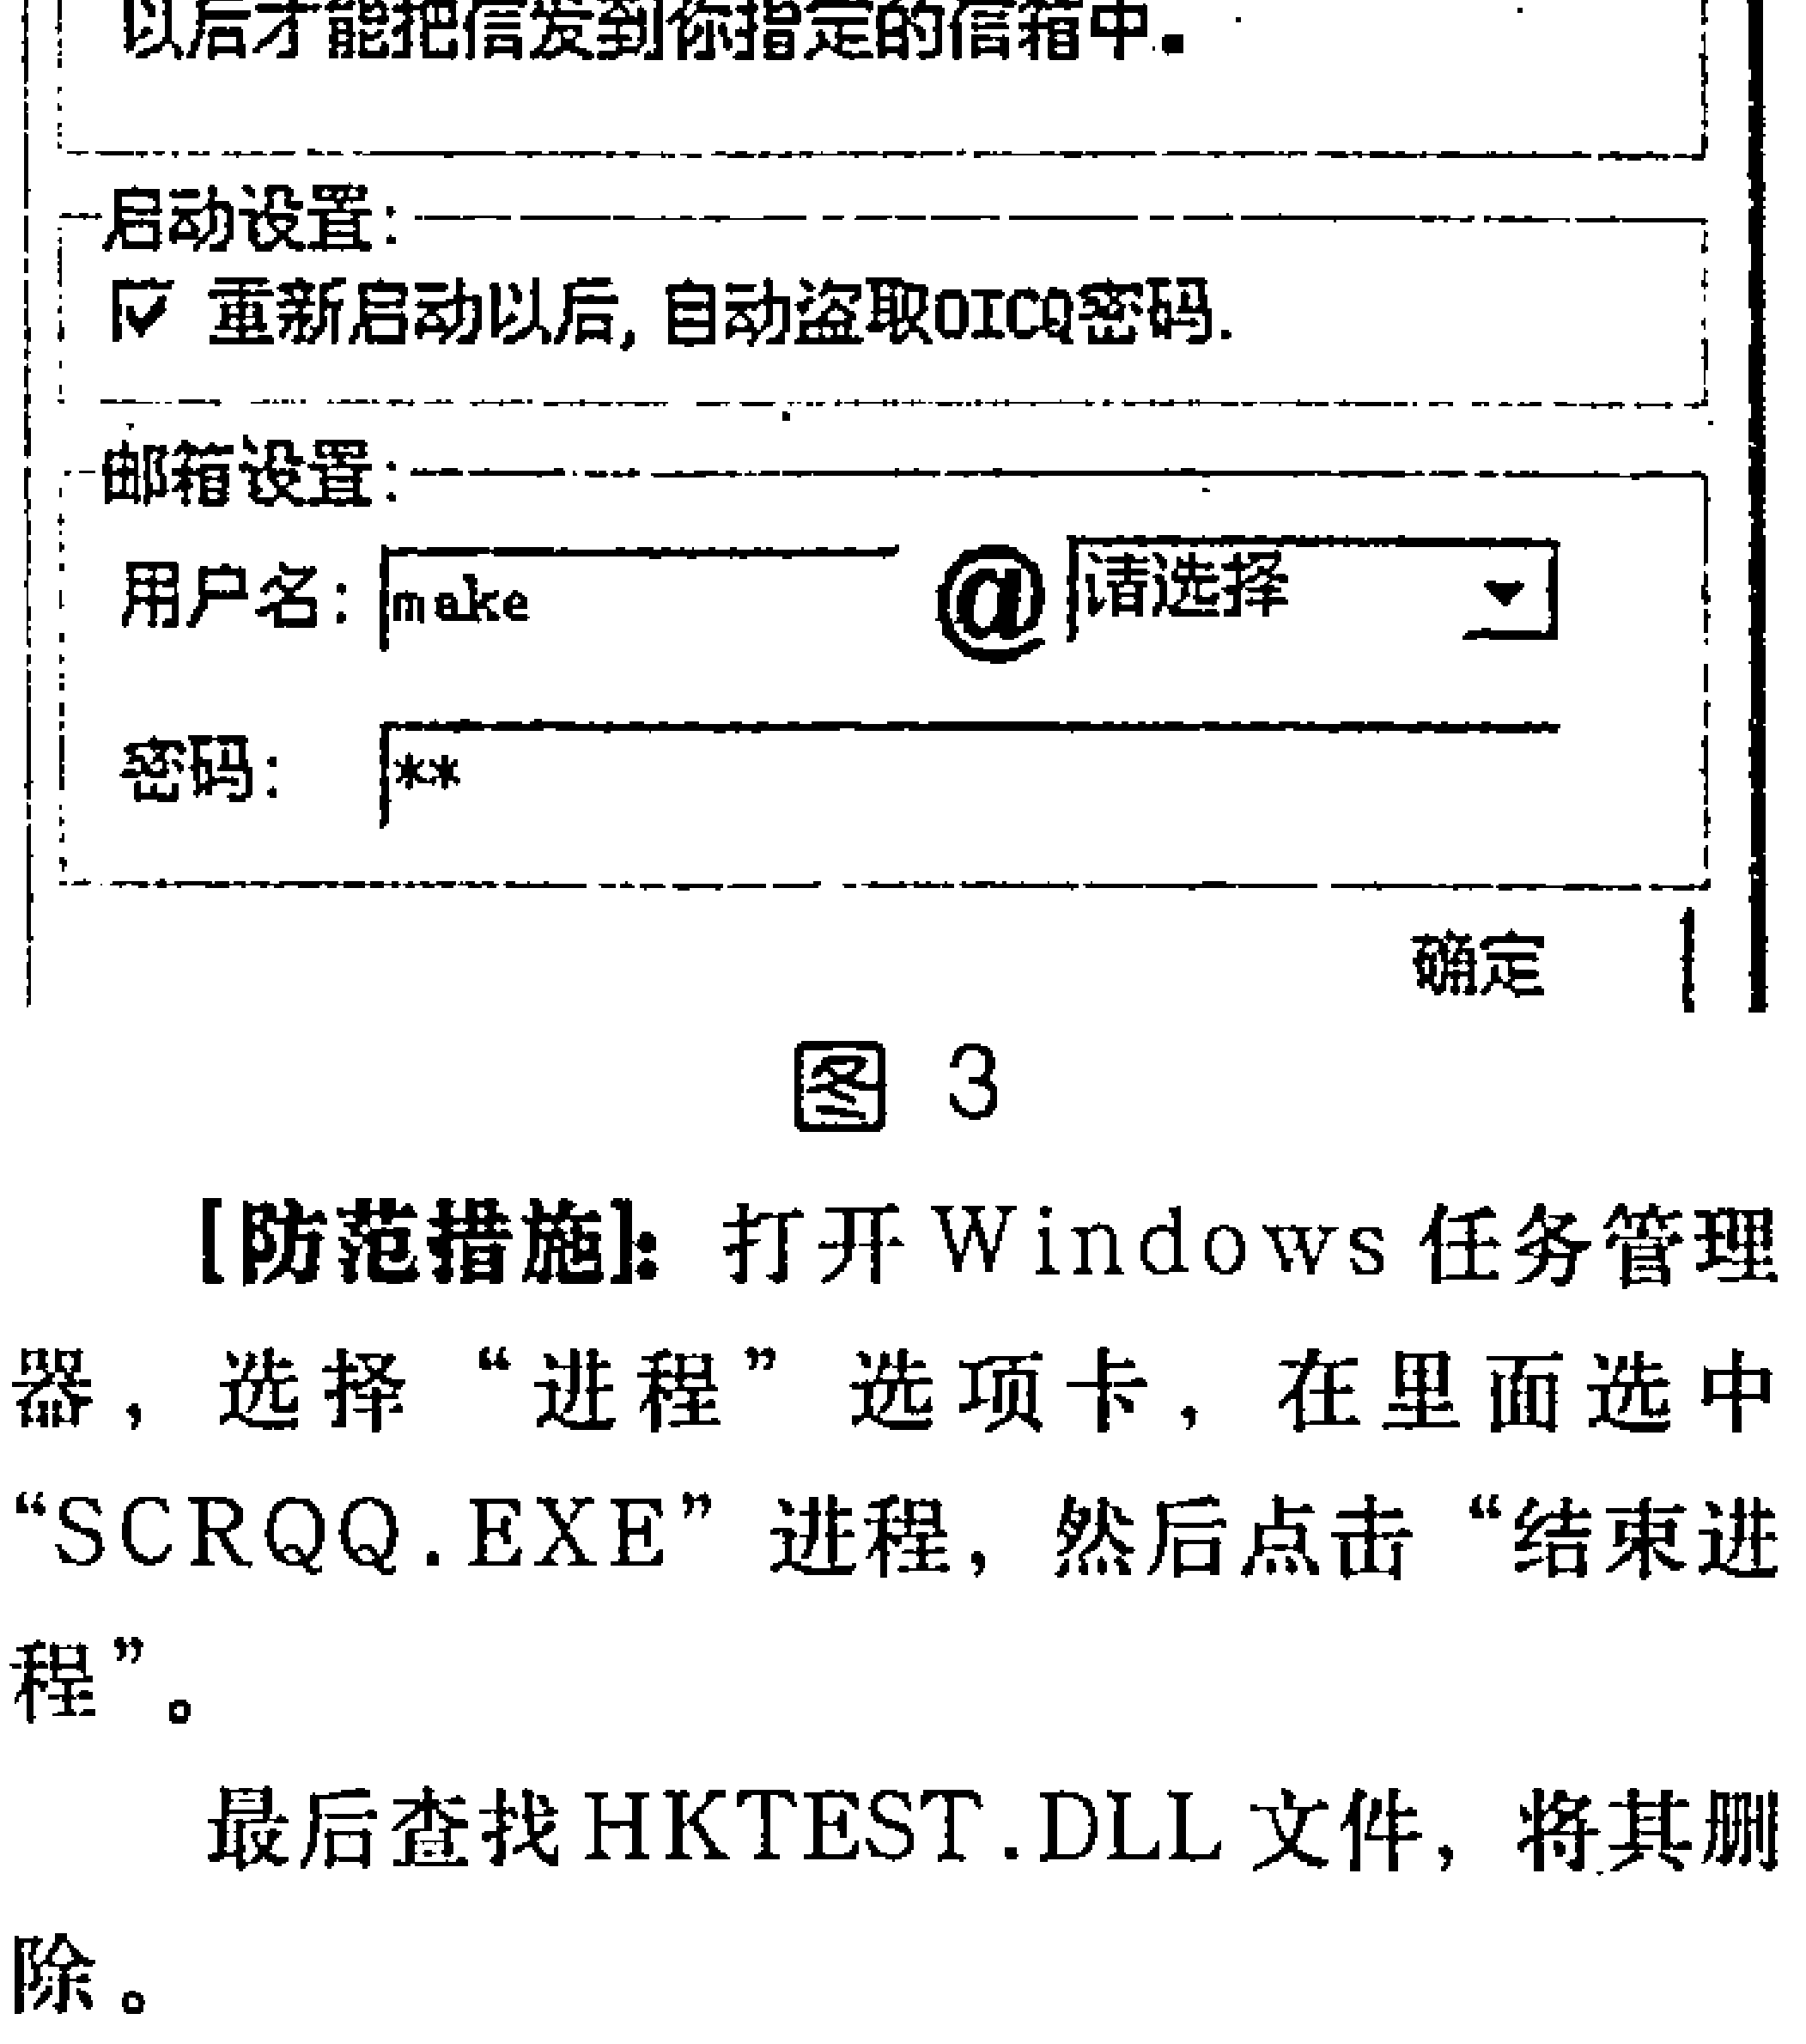 以后才能把信发到你指定的信箱中.
启动设置:
重新启动以后,自动盗取OICQ密码.
邮箱设置:
用户名: make @ 请选择
密码: **
确定
图 3
[防范措施]: 打开Windows任务管理
器，选择“进程”选项卡，在里面选中
“SCRQQ.EXE”进程，然后点击“结束进
程”。
最后查找HKTEST.DLL文件，将其删
除。